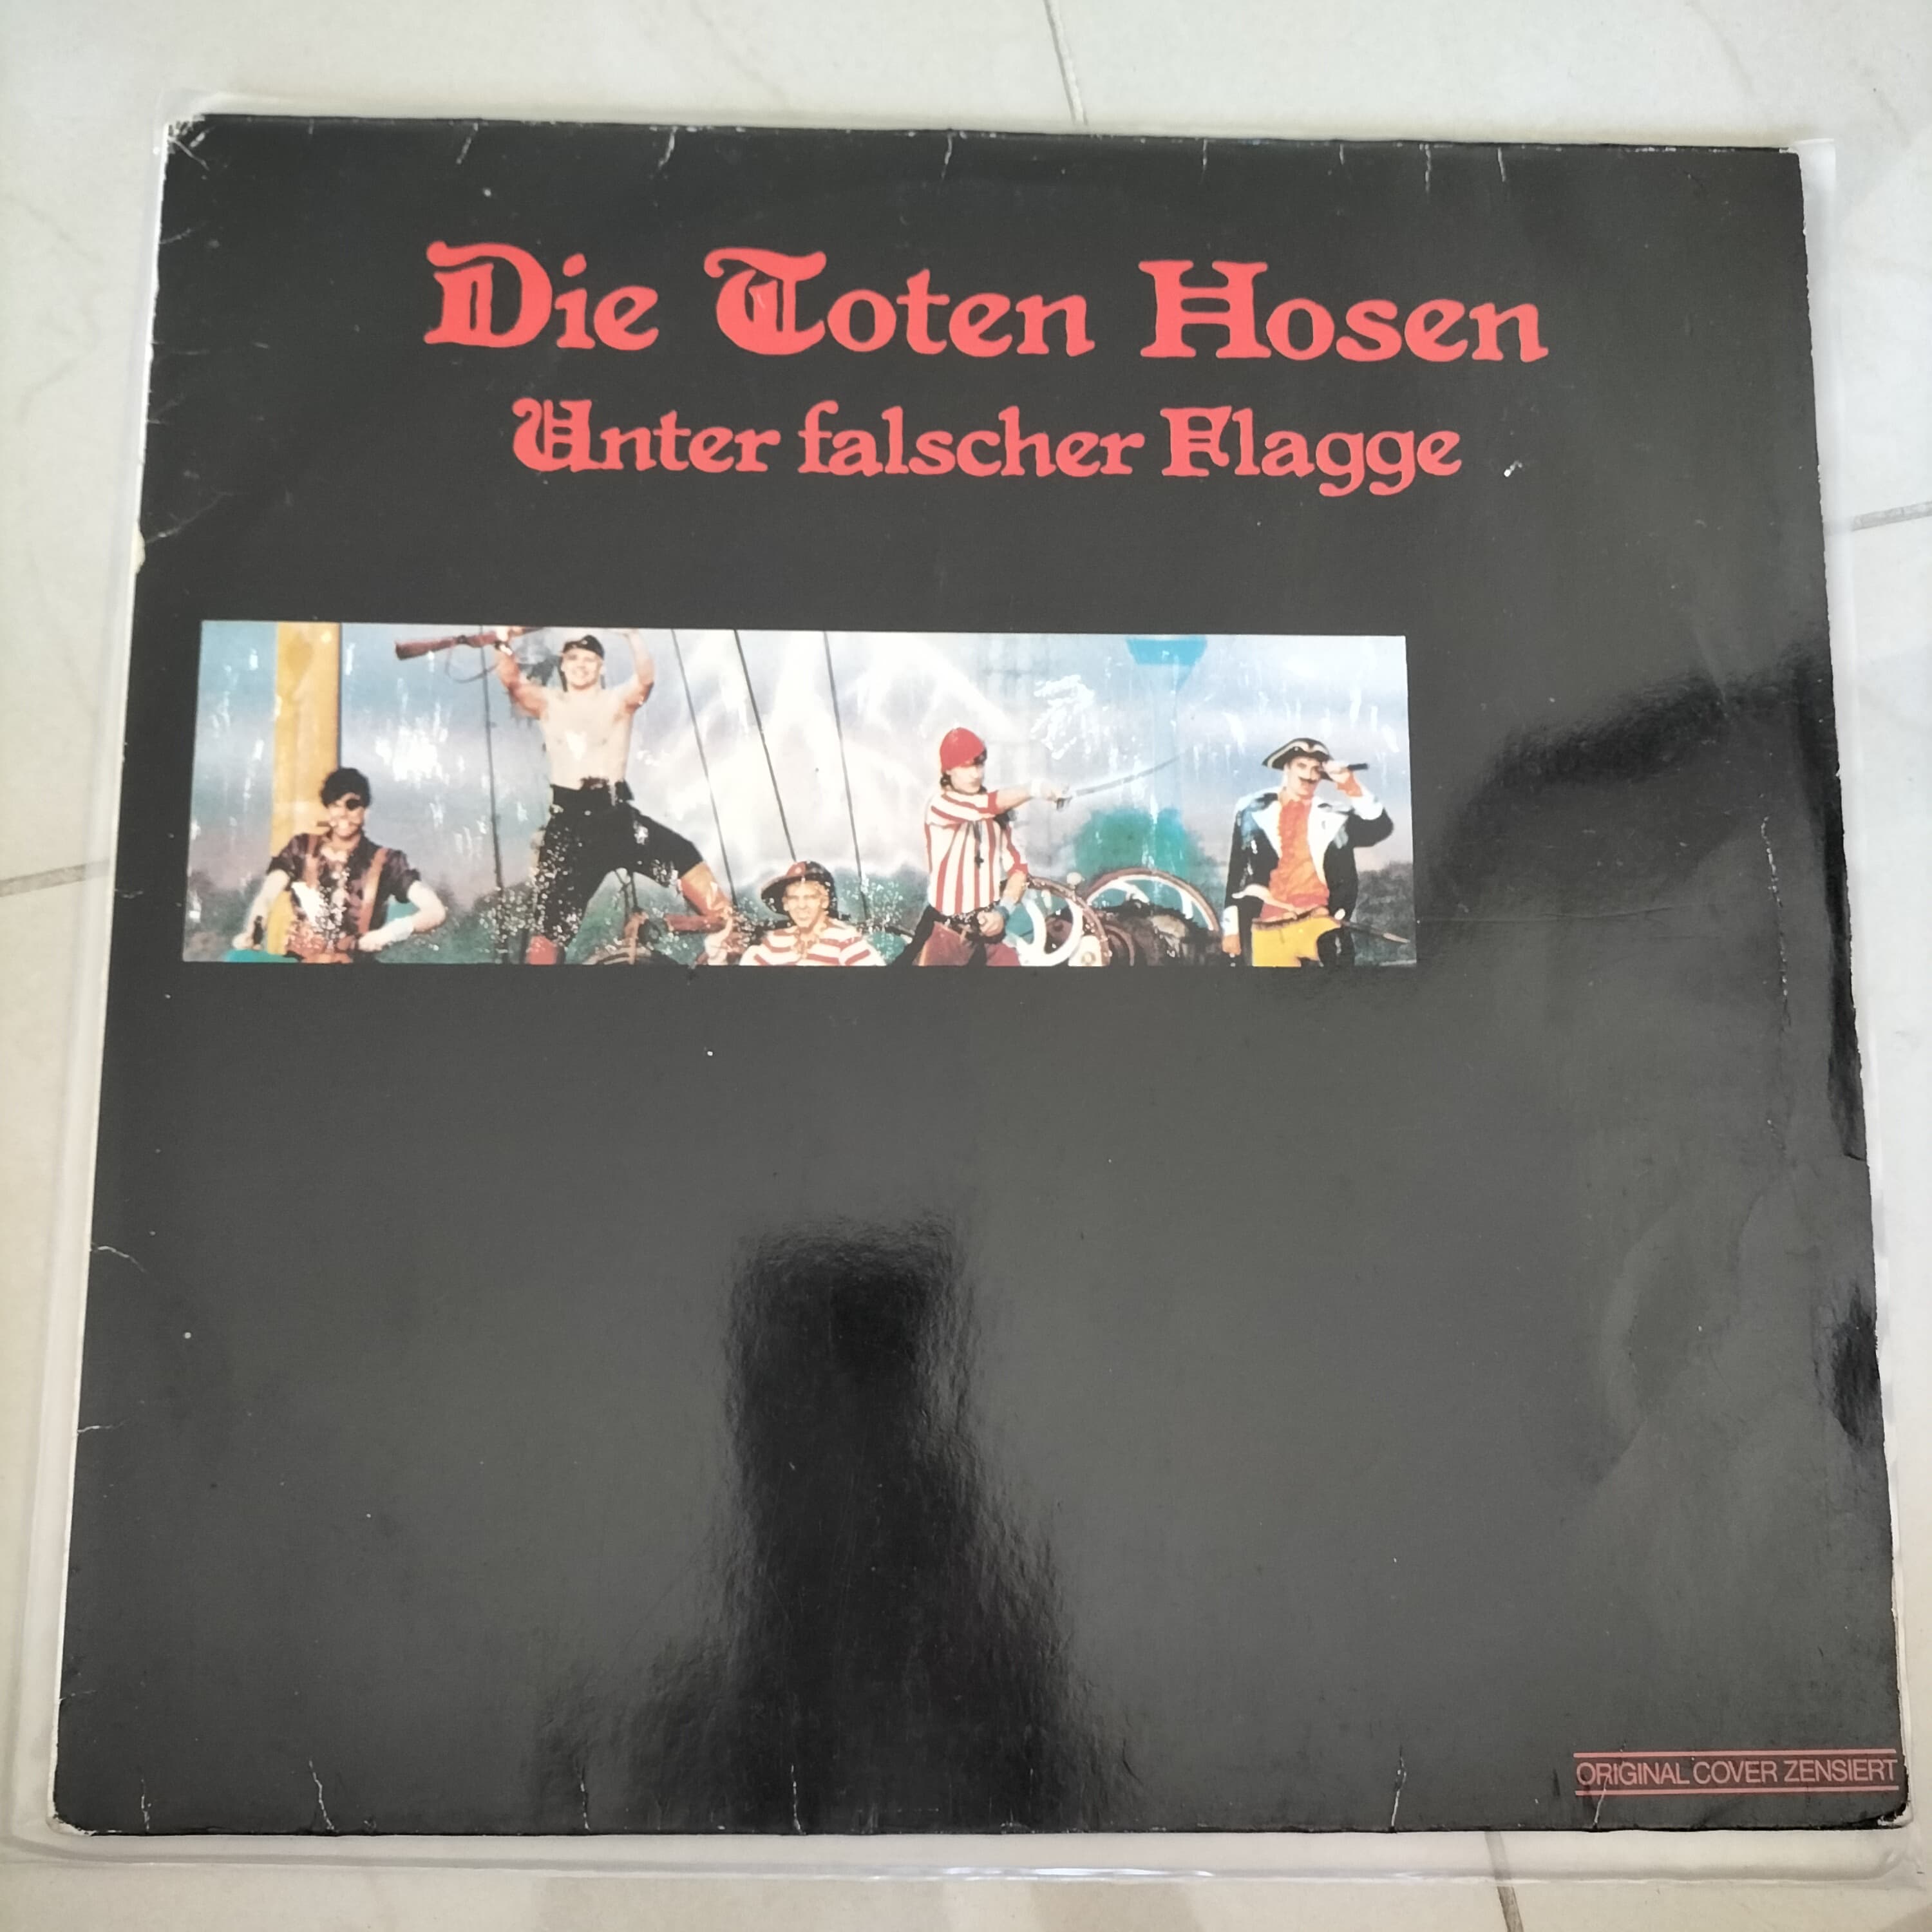 Die Toten Hosen
Unter falscher Flagge
ORIGINAL COVER ZENSIERT